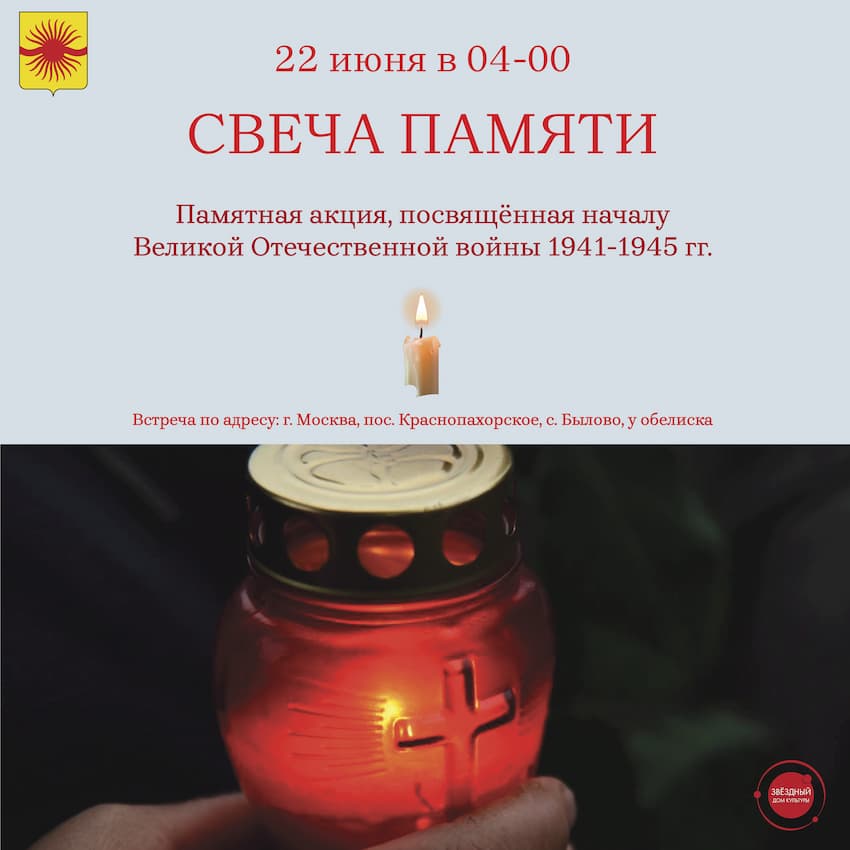 22 июня в 04-00
СВЕЧА ПАМЯТИ
Памятная акция, посвящённая началу
Великой Отечественной войны 1941-1945 гг.
Встреча по адресу: г. Москва, пос. Краснопахорское, с. Былово, у обелиска
ЗВЁЗДНЫЙ
ДОМ КУЛЬТУРЫ